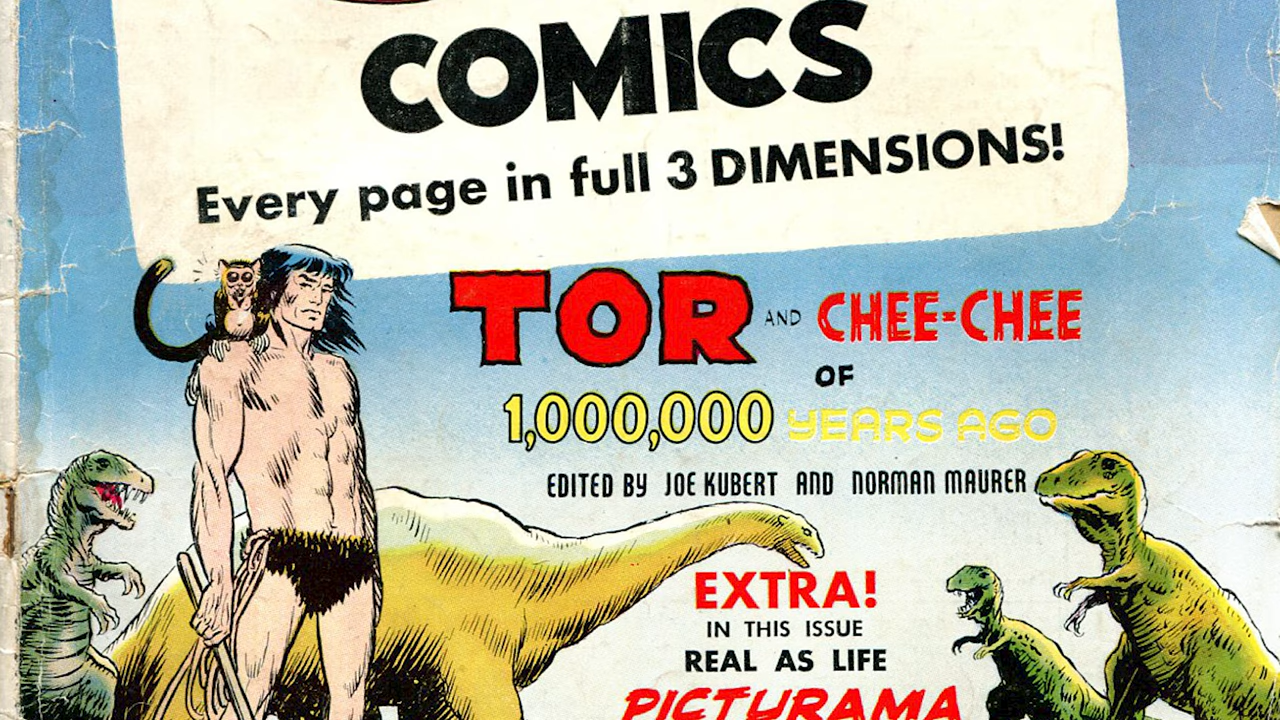 COMICS
Every page in full 3 DIMENSIONS!
TOR AND CHEE-CHEE
OF
1,000,000 YEARS AGO
EDITED BY JOE KUBERT AND NORMAN MAURER
EXTRA!
IN THIS ISSUE
REAL AS LIFE
PICTURAMA